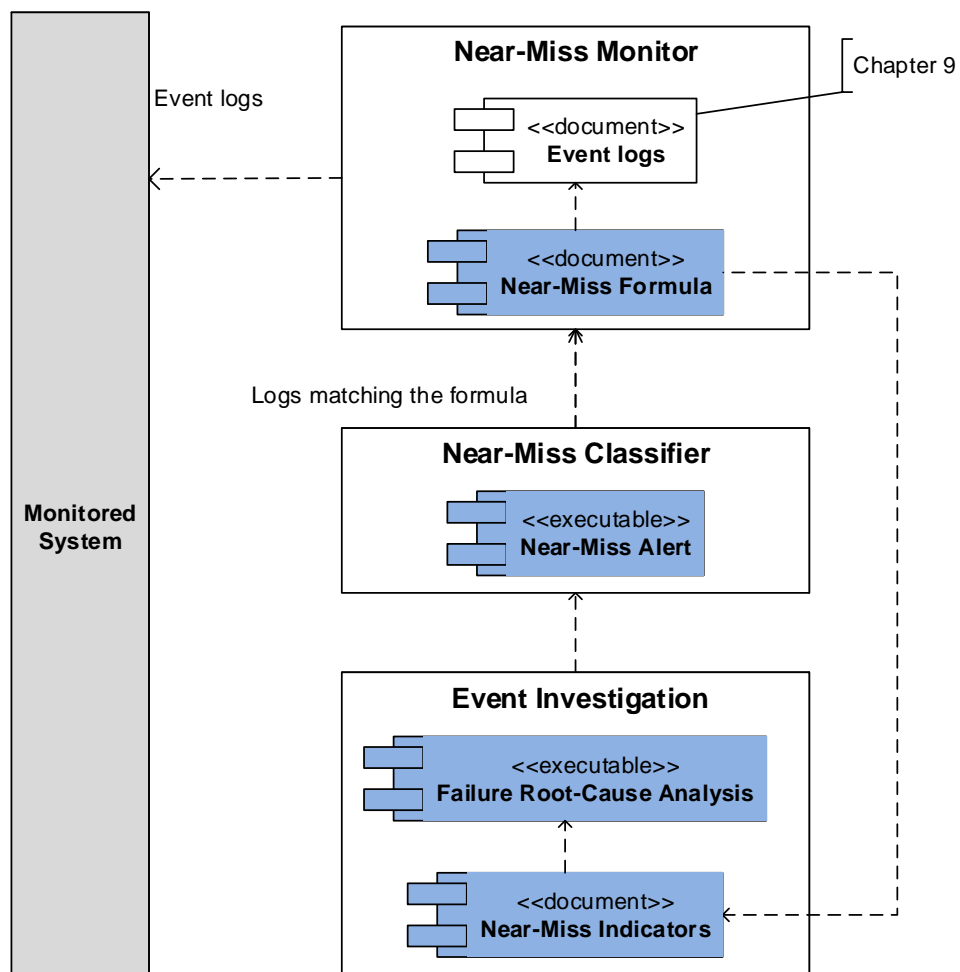 Near-Miss Monitor
Chapter 9
Event logs
<<document>>
Event logs
<<document>>
Near-Miss Formula
Logs matching the formula
Near-Miss Classifier
<<executable>>
Near-Miss Alert
Monitored
System
Event Investigation
<<executable>>
Failure Root-Cause Analysis
<<document>>
Near-Miss Indicators